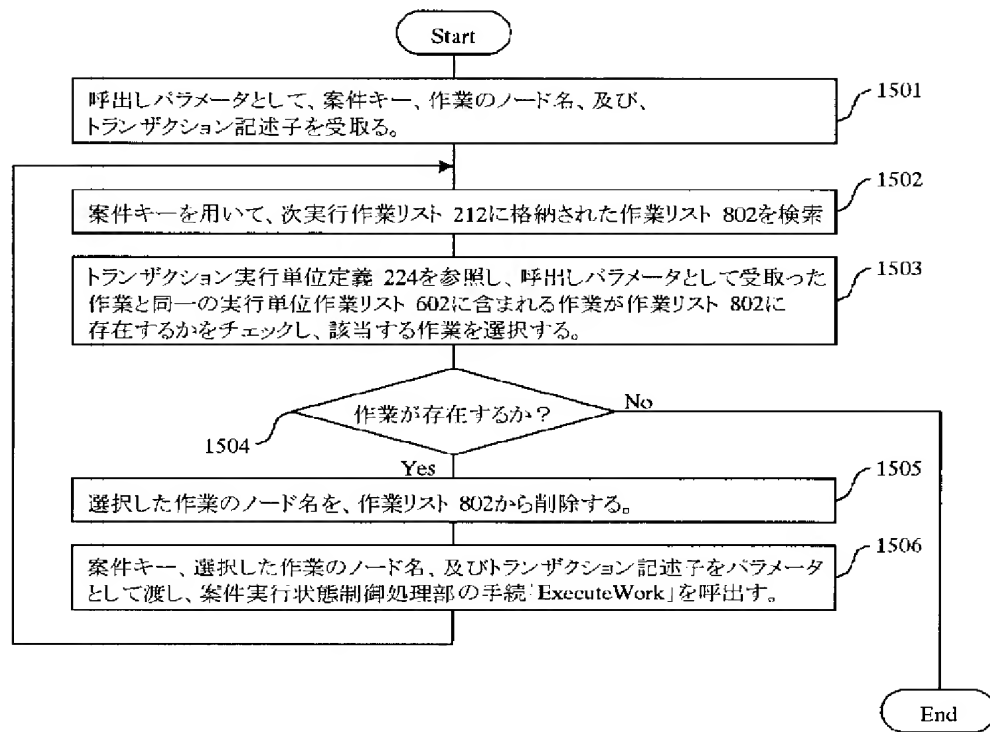 Start
呼出しパラメータとして、案件キー、作業のノード名、及び、
トランザクション記述子を受取る。
1501
案件キーを用いて、次実行作業リスト 212に格納された作業リスト 802を検索
1502
トランザクション実行単位定義 224を参照し、呼出しパラメータとして受取った
作業と同一の実行単位作業リスト 602に含まれる作業が作業リスト 802に
存在するかをチェックし、該当する作業を選択する。
1503
作業が存在するか？
No
1504
Yes
選択した作業のノード名を、作業リスト 802から削除する。
1505
案件キー、選択した作業のノード名、及びトランザクション記述子をパラメータ
として渡し、案件実行状態制御処理部の手続「ExecuteWork」を呼出す。
1506
End